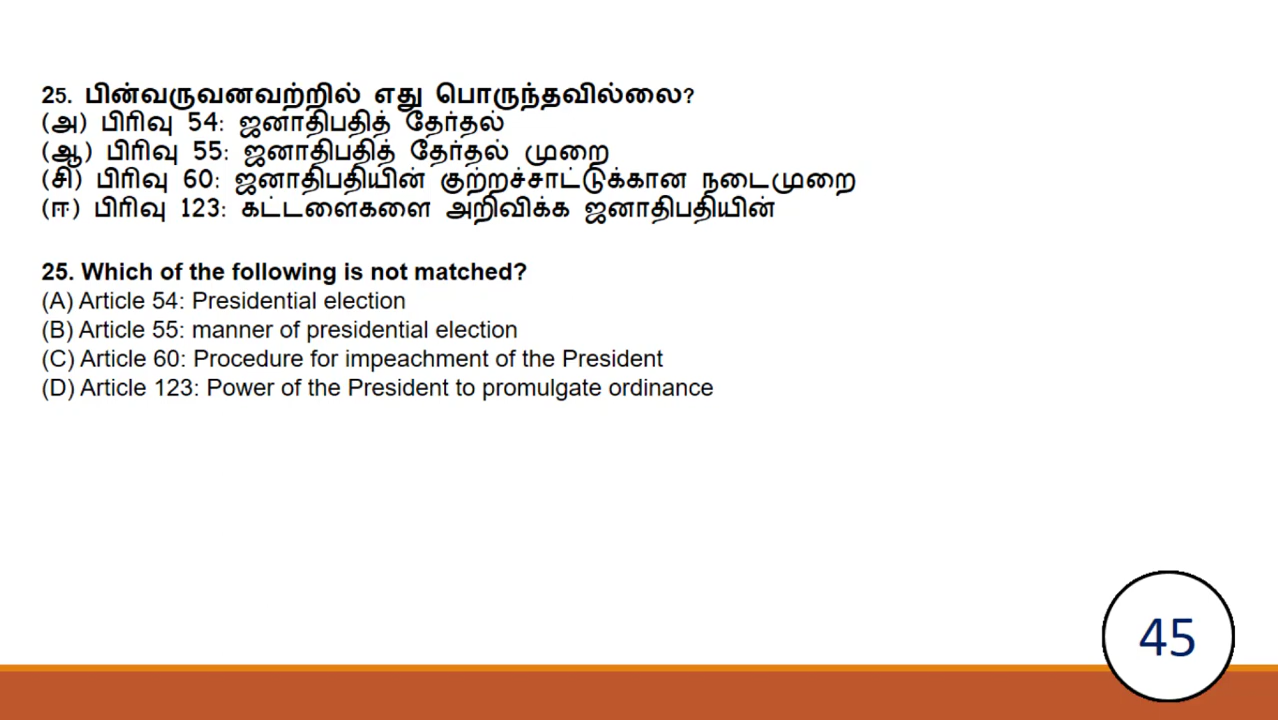 25. பின்வருவனவற்றில் எது பொருந்தவில்லை?
(அ) பிரிவு 54: ஜனாதிபதித் தேர்தல்
(ஆ) பிரிவு 55: ஜனாதிபதித் தேர்தல் முறை
(சி) பிரிவு 60: ஜனாதிபதியின் குற்றச்சாட்டுக்கான நடைமுறை
(ஈ) பிரிவு 123: கட்டளைகளை அறிவிக்க ஜனாதிபதியின்
25. Which of the following is not matched?
(A) Article 54: Presidential election
(B) Article 55: manner of presidential election
(C) Article 60: Procedure for impeachment of the President
(D) Article 123: Power of the President to promulgate ordinance
45